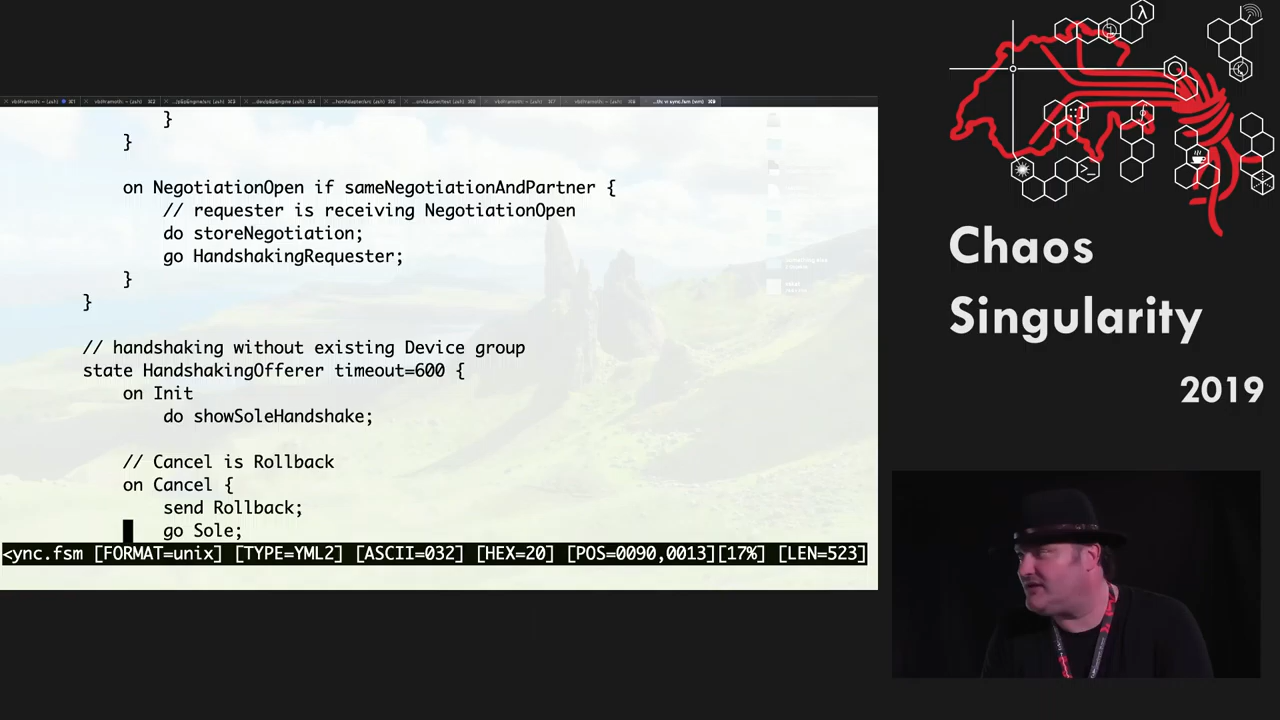 }
}
on NegotiationOpen if sameNegotiationAndPartner {
// requester is receiving NegotiationOpen
do storeNegotiation;
go HandshakingRequester;
}
}
// handshaking without existing Device group
state HandshakingOfferer timeout=600 {
on Init
do showSoleHandshake;
// Cancel is Rollback
on Cancel {
send Rollback;
go Sole;
<ync.fsm [FORMAT=unix] [TYPE=YML2] [ASCII=032] [HEX=20] [POS=0090,0013][17%] [LEN=523]
Chaos
Singularity
2019